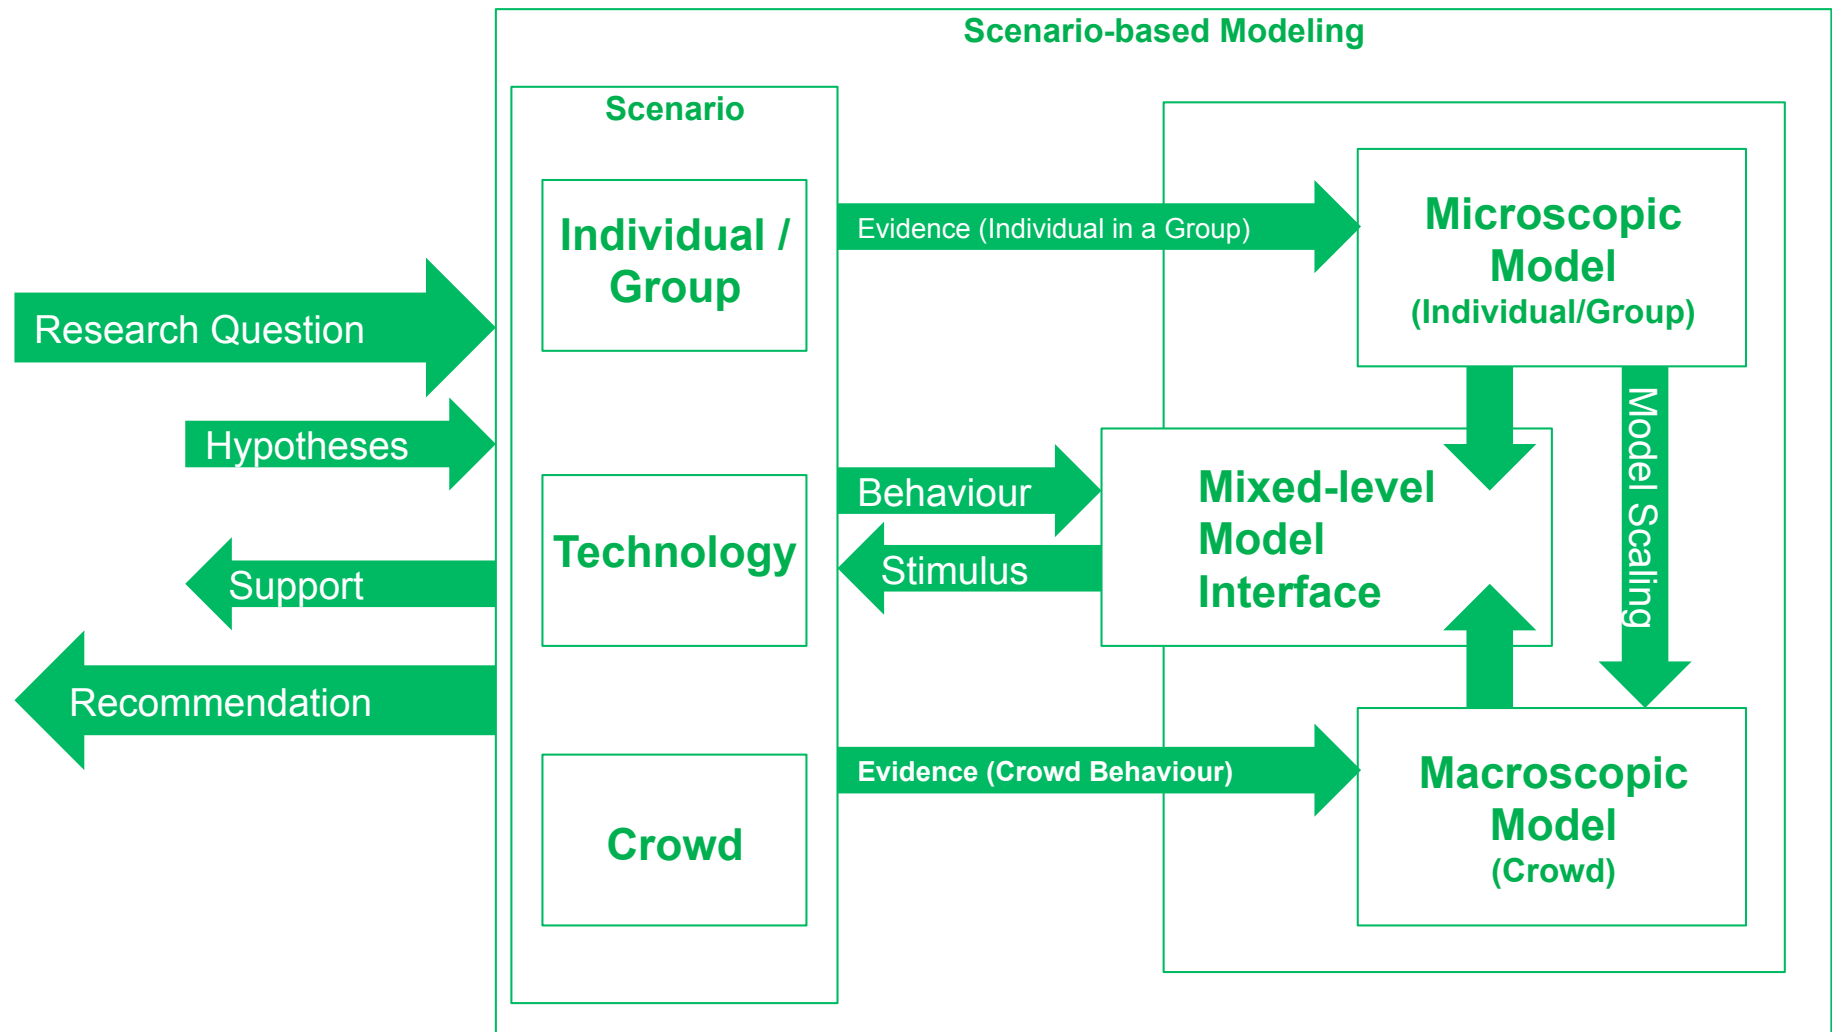 Scenario-based Modeling
Scenario
Individual /
Group
Technology
Crowd
Research Question
Hypotheses
Support
Recommendation
Evidence (Individual in a Group)
Behaviour
Stimulus
Evidence (Crowd Behaviour)
Microscopic
Model
(Individual/Group)
Mixed-level
Model
Interface
Model Scaling
Macroscopic
Model
(Crowd)